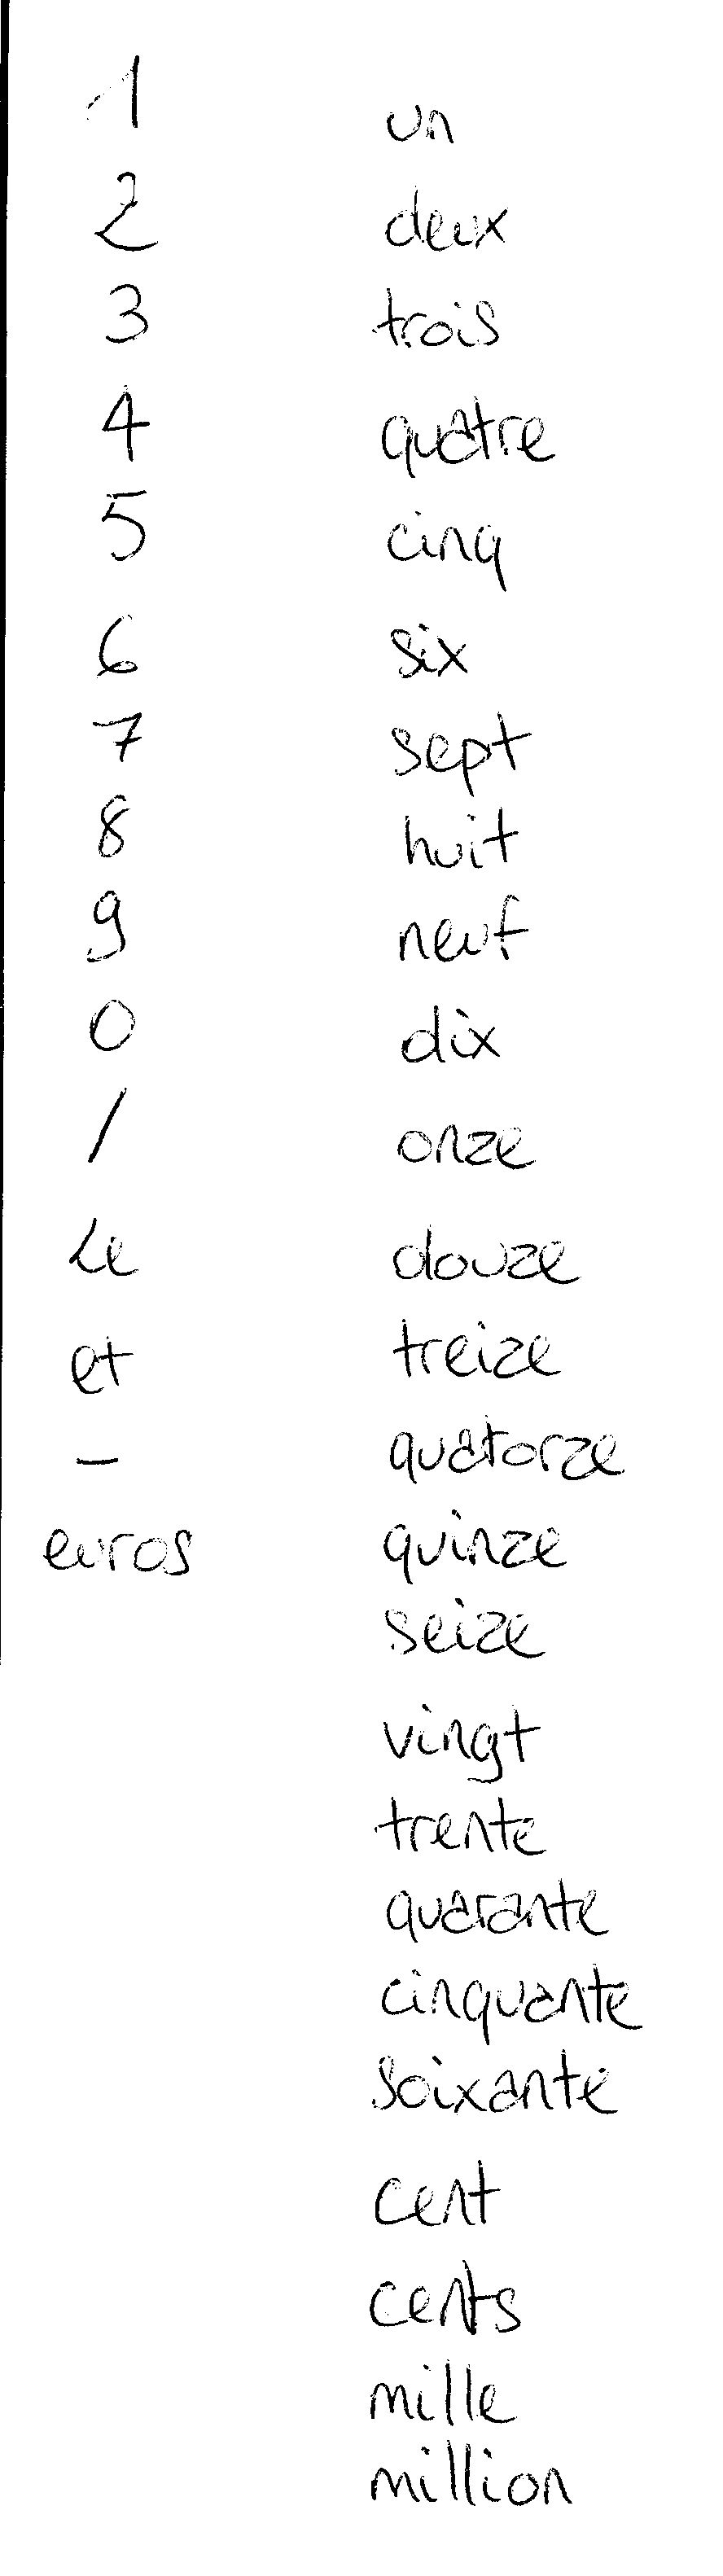 1 un
2 deux
3 trois
4 quatre
5 cinq
6 six
7 sept
8 huit
9 neuf
0 dix
/ onze
Le douze
et treize
- quatorze
euros quinze
seize
vingt
trente
quarante
cinquante
soixante
cent
cents
mille
million